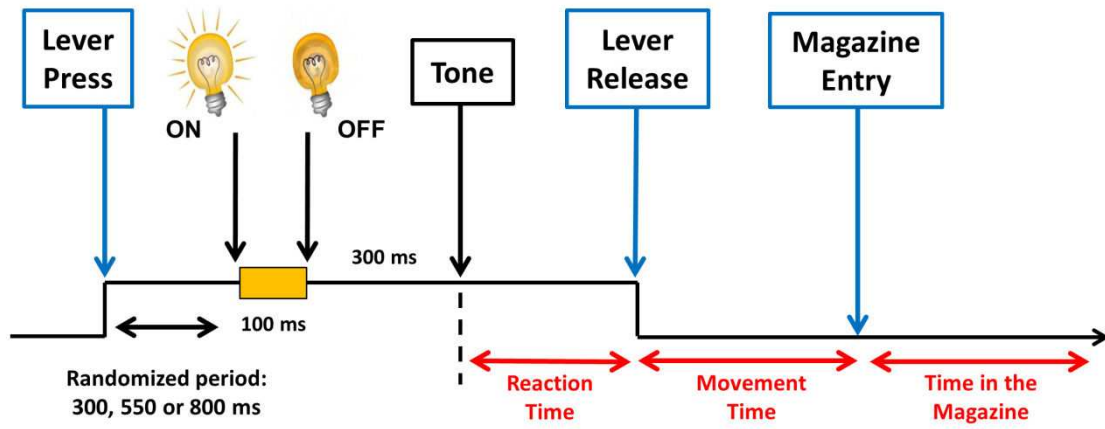 Lever
Press
ON
OFF
Tone
Lever
Release
Magazine
Entry
300 ms
100 ms
Randomized period:
300, 550 or 800 ms
Reaction
Time
Movement
Time
Time in the
Magazine